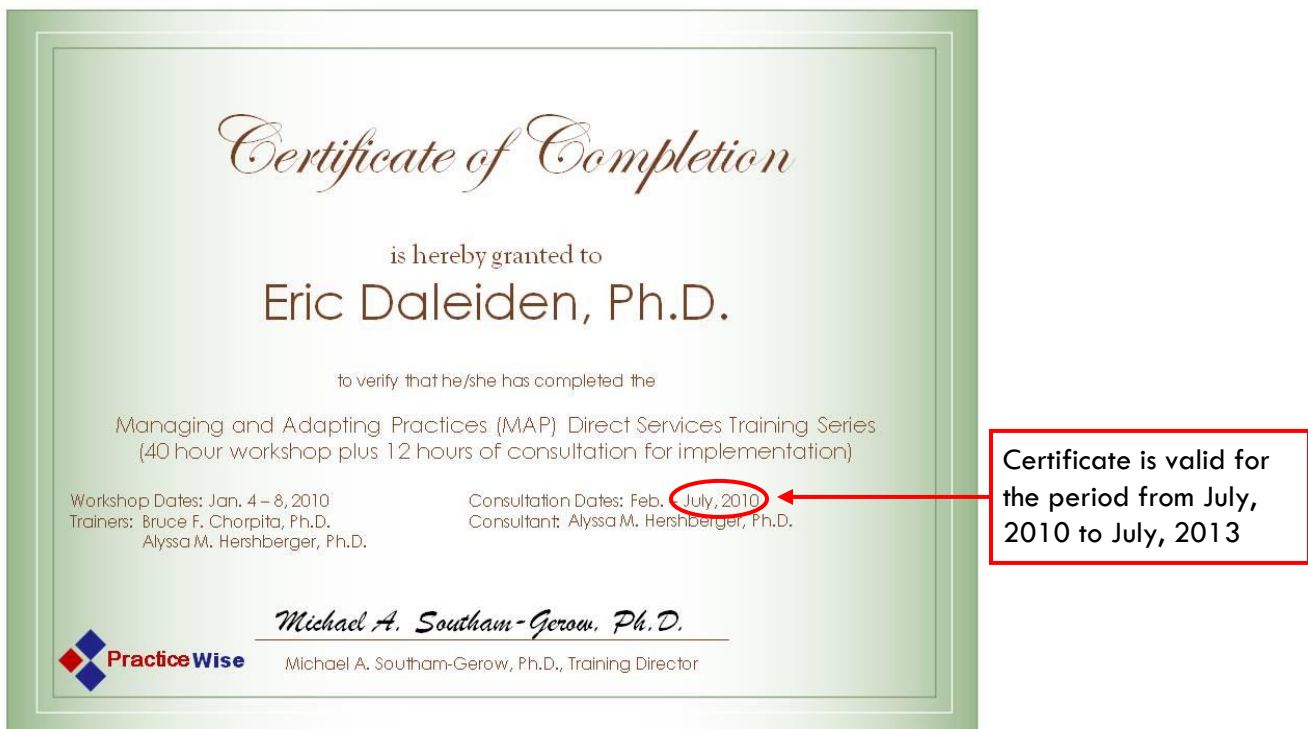 Certificate of Completion
is hereby granted to
Eric Daleiden, Ph.D.
to verify that he/she has completed the
Managing and Adapting Practices (MAP) Direct Services Training Series
(40 hour workshop plus 12 hours of consultation for implementation)
Workshop Dates: Jan. 4 – 8, 2010
Trainers: Bruce F. Chorpita, Ph.D.
Alyssa M. Hershberger, Ph.D.
Consultation Dates: Feb. – July, 2010
Consultant: Alyssa M. Hershberger, Ph.D.
Certificate is valid for
the period from July,
2010 to July, 2013
Michael A. Southam-Gerow, Ph.D.
PracticeWise
Michael A. Southam-Gerow, Ph.D., Training Director